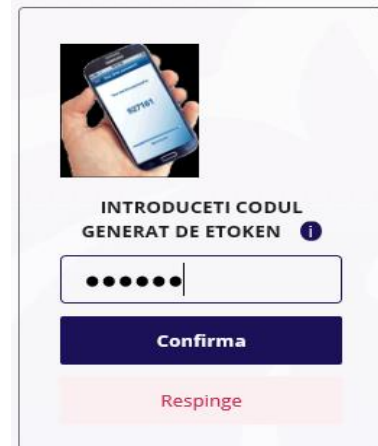 927161
INTRODUCETI CODUL
GENERAT DE ETOKEN i
●●●●●●
Confirma
Respinge